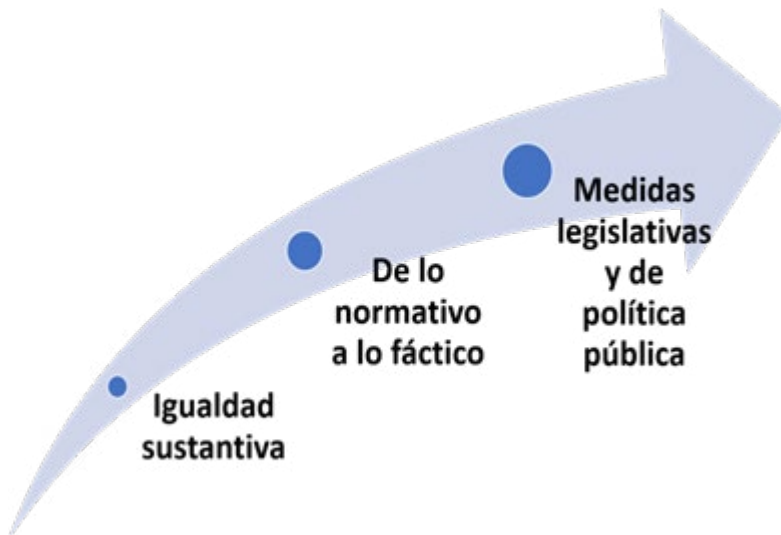 Igualdad
sustantiva
De lo
normativo
a lo fáctico
Medidas
legislativas
y de
política
pública